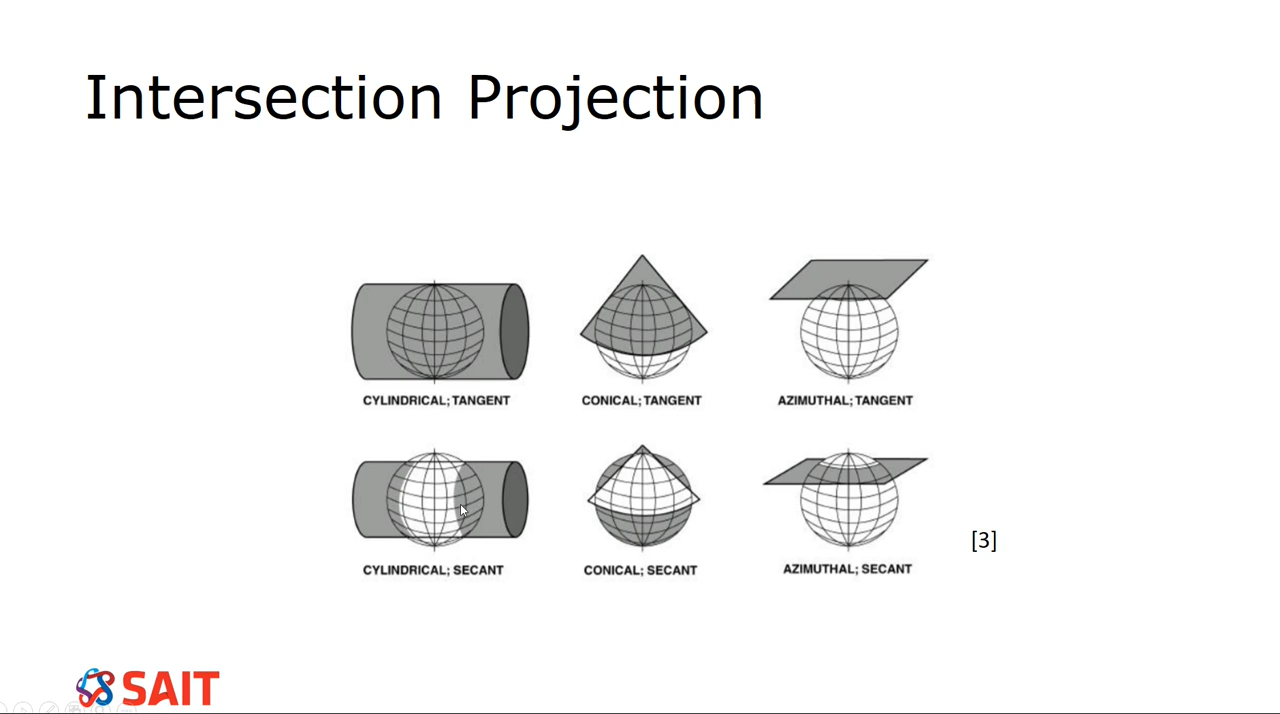 Intersection Projection
CYLINDRICAL; TANGENT
CONICAL; TANGENT
AZIMUTHAL; TANGENT
CYLINDRICAL; SECANT
CONICAL; SECANT
AZIMUTHAL; SECANT
[3]
SAIT